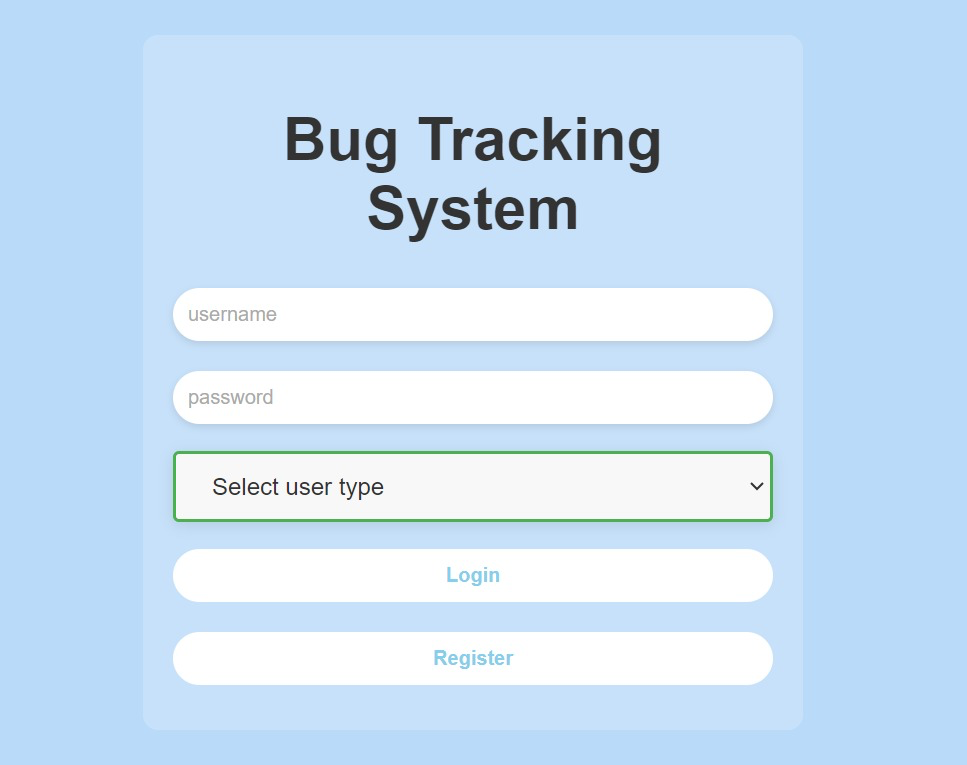 Bug Tracking
System
username
password
Select user type
Login
Register